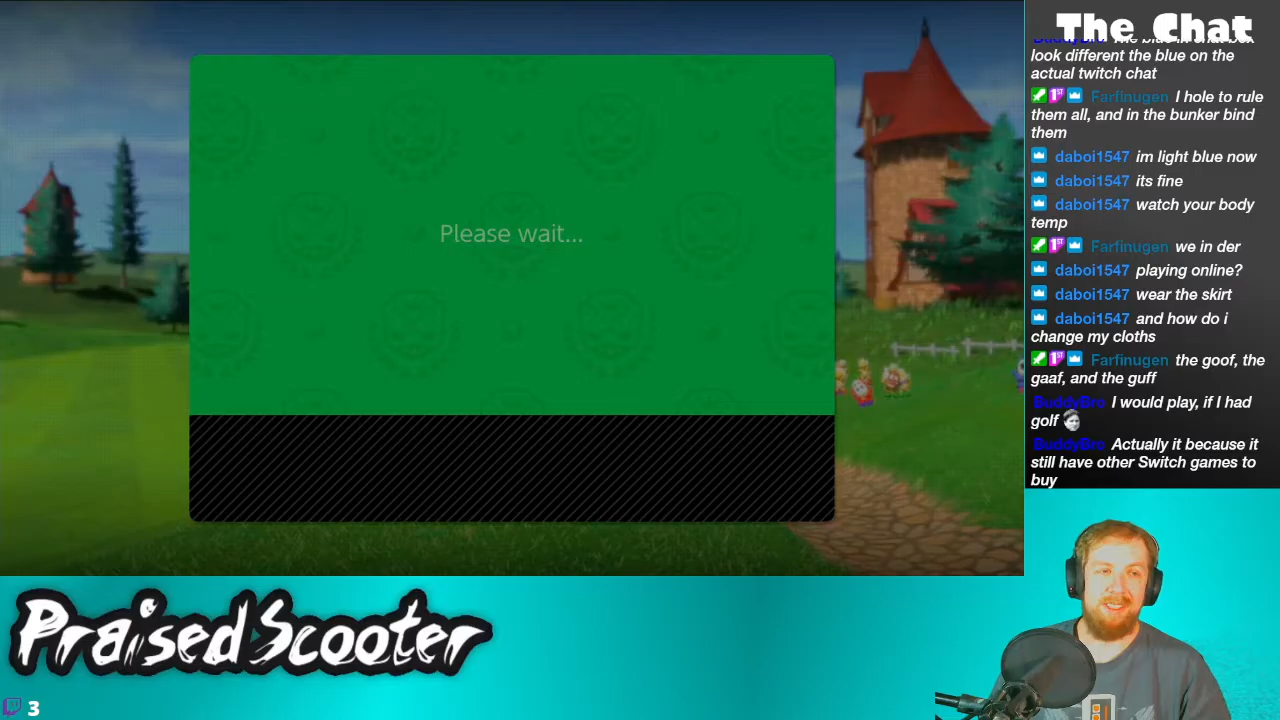 Please wait...
The Chat
look different the blue on the
actual twitch chat
Farfinugen I hole to rule
them all, and in the bunker bind
them
daboi1547 im light blue now
daboi1547 its fine
daboi1547 watch your body
temp
Farfinugen we in der
daboi1547 playing online?
daboi1547 wear the skirt
daboi1547 and how do i
change my cloths
Farfinugen the goof, the
gaaf, and the guff
BuddyBro I would play, if I had
golf
BuddyBro Actually it because it
still have other Switch games to
buy
PraisedScooter
3